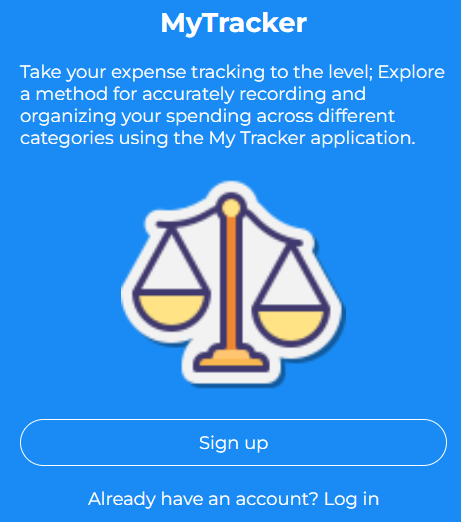 MyTracker
Take your expense tracking to the level; Explore
a method for accurately recording and
organizing your spending across different
categories using the My Tracker application.
Sign up
Already have an account? Log in